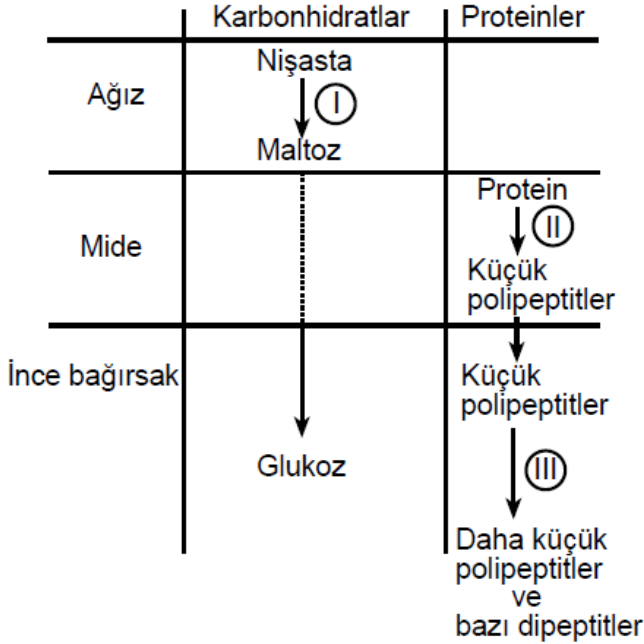 Karbonhidratlar Proteinler
Ağız
Nişasta
I
Maltoz
Mide
Protein
II
Küçük
polipeptitler
İnce bağırsak
Glukoz
Küçük
polipeptitler
III
Daha küçük
polipeptitler
ve
bazı dipeptitler